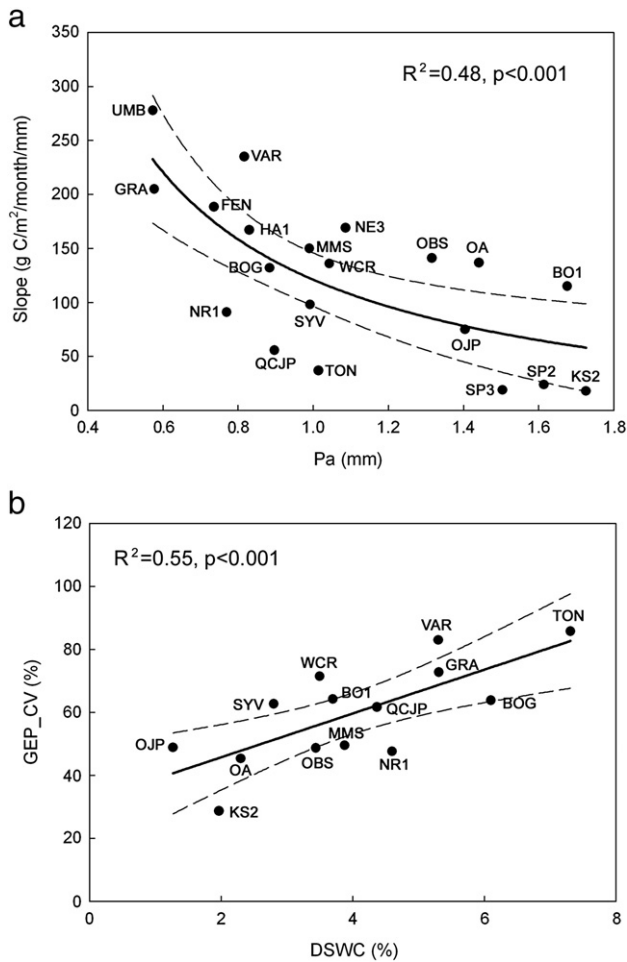 a
350
300
250
200
150
100
50
0
Slope (g C/m²/month/mm)
R²=0.48, p<0.001
UMB
VAR
GRA
FEN
HA1
NE3
MMS
BOG
WCR
OBS
OA
BO1
NR1
SYV
OJP
QCJP
TON
SP3
SP2
KS2
0.4 0.6 0.8 1.0 1.2 1.4 1.6 1.8
Pa (mm)
b
120
100
80
60
40
20
0
GEP_CV (%)
R²=0.55, p<0.001
TON
VAR
WCR
GRA
SYV
BO1
QCJP
BOG
OJP
OA
OBS
MMS
NR1
KS2
0 2 4 6 8
DSWC (%)